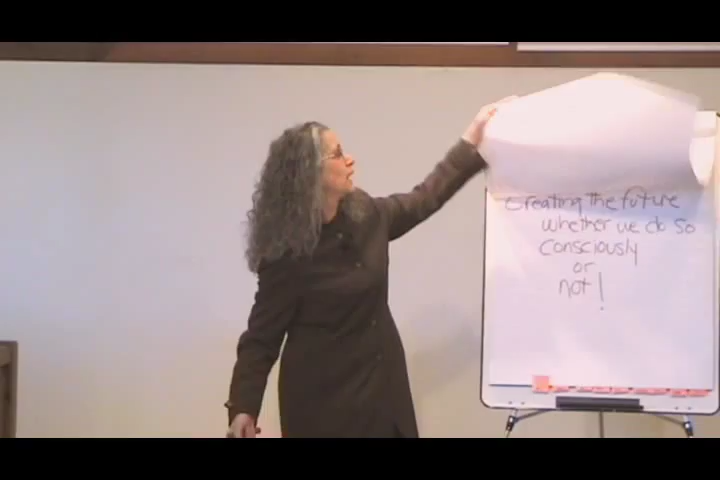 creating the future
whether we do so
consciously
or
not!